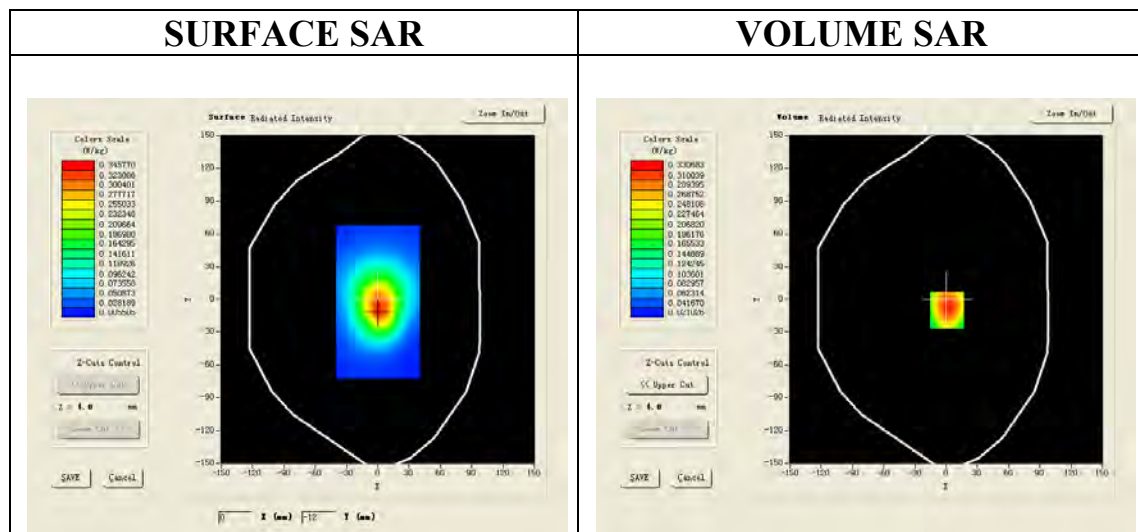 SURFACE SAR
VOLUME SAR
Surface Radiated Intensity
Zoom In/Out
Colors Scale
(W/kg)
0.345770
0.323086
0.300401
0.277717
0.255033
0.232348
0.209664
0.186980
0.164295
0.141611
0.118926
0.096242
0.073558
0.050873
0.028189
0.005505
150
120
90
60
30
0
-30
-60
-90
-120
-150
-150 -120 -90 -60 -30 0 30 60 90 120 150
Z-Cuts Control
<< Upper Cut
Z = 4.0 mm
SAVE
Cancel
0 X (mm) -12 Y (mm)
Volume Radiated Intensity
Zoom In/Out
Colors Scale
(W/kg)
0.330683
0.310039
0.289395
0.268752
0.248108
0.227464
0.206820
0.186176
0.165533
0.144889
0.124245
0.103601
0.082957
0.062314
0.041670
0.021026
150
120
90
60
30
0
-30
-60
-90
-120
-150
-150 -120 -90 -60 -30 0 30 60 90 120 150
Z-Cuts Control
<< Upper Cut
Z = 4.0 mm
SAVE
Cancel